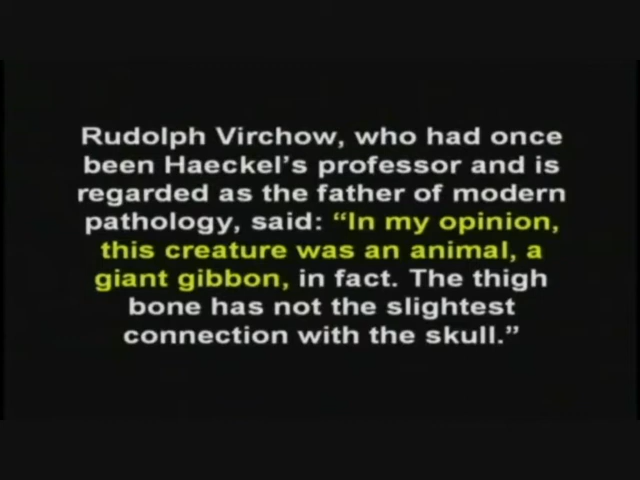 Rudolph Virchow, who had once
been Haeckel's professor and is
regarded as the father of modern
pathology, said: “In my opinion,
this creature was an animal, a
giant gibbon, in fact. The thigh
bone has not the slightest
connection with the skull.”